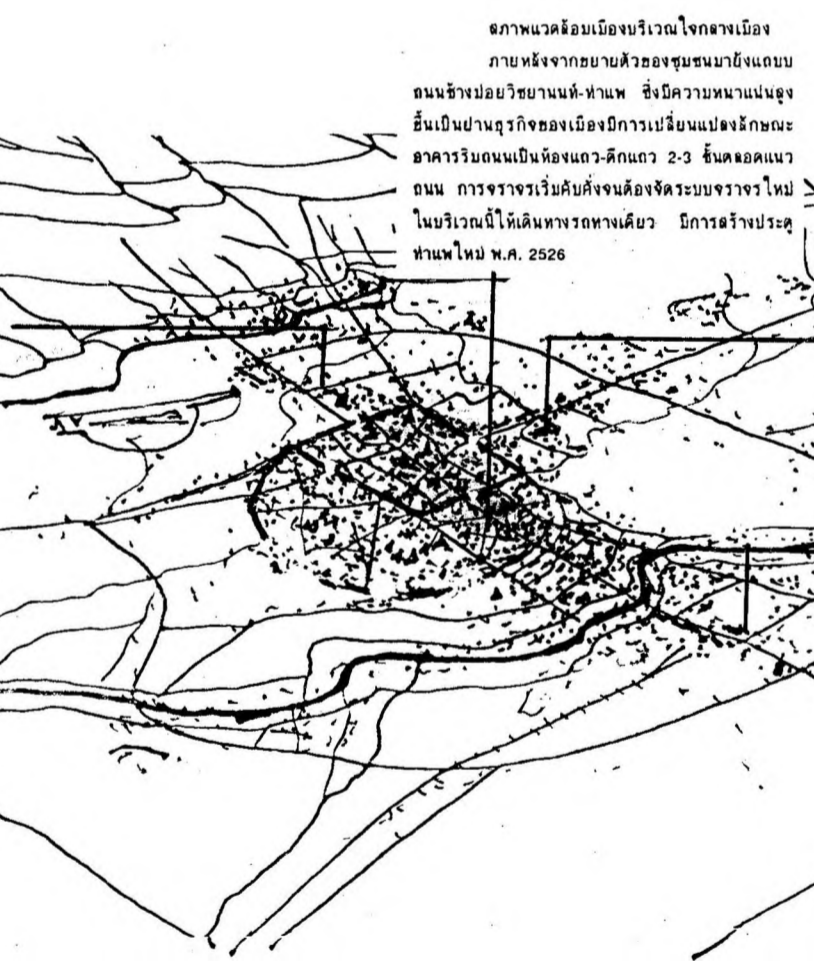 สภาพแวดล้อมเมืองบริเวณใจกลางเมือง
ภายหลังจากขยายตัวของชุมชนมายังแถบ
ถนนช้างม่อยวิชยานนท์-ท่าแพ ซึ่งมีความหนาแน่นสูง
ขึ้นเป็นย่านธุรกิจของเมืองมีการเปลี่ยนแปลงลักษณะ
อาคารริมถนนเป็นห้องแถว-ตึกแถว 2-3 ชั้นตลอดแนว
ถนน การจราจรเริ่มคับคั่งจนต้องจัดระบบจราจรใหม่
ในบริเวณนี้ให้เดินทางรถทางเดียว มีการสร้างประตู
ท่าแพใหม่ พ.ศ. 2526